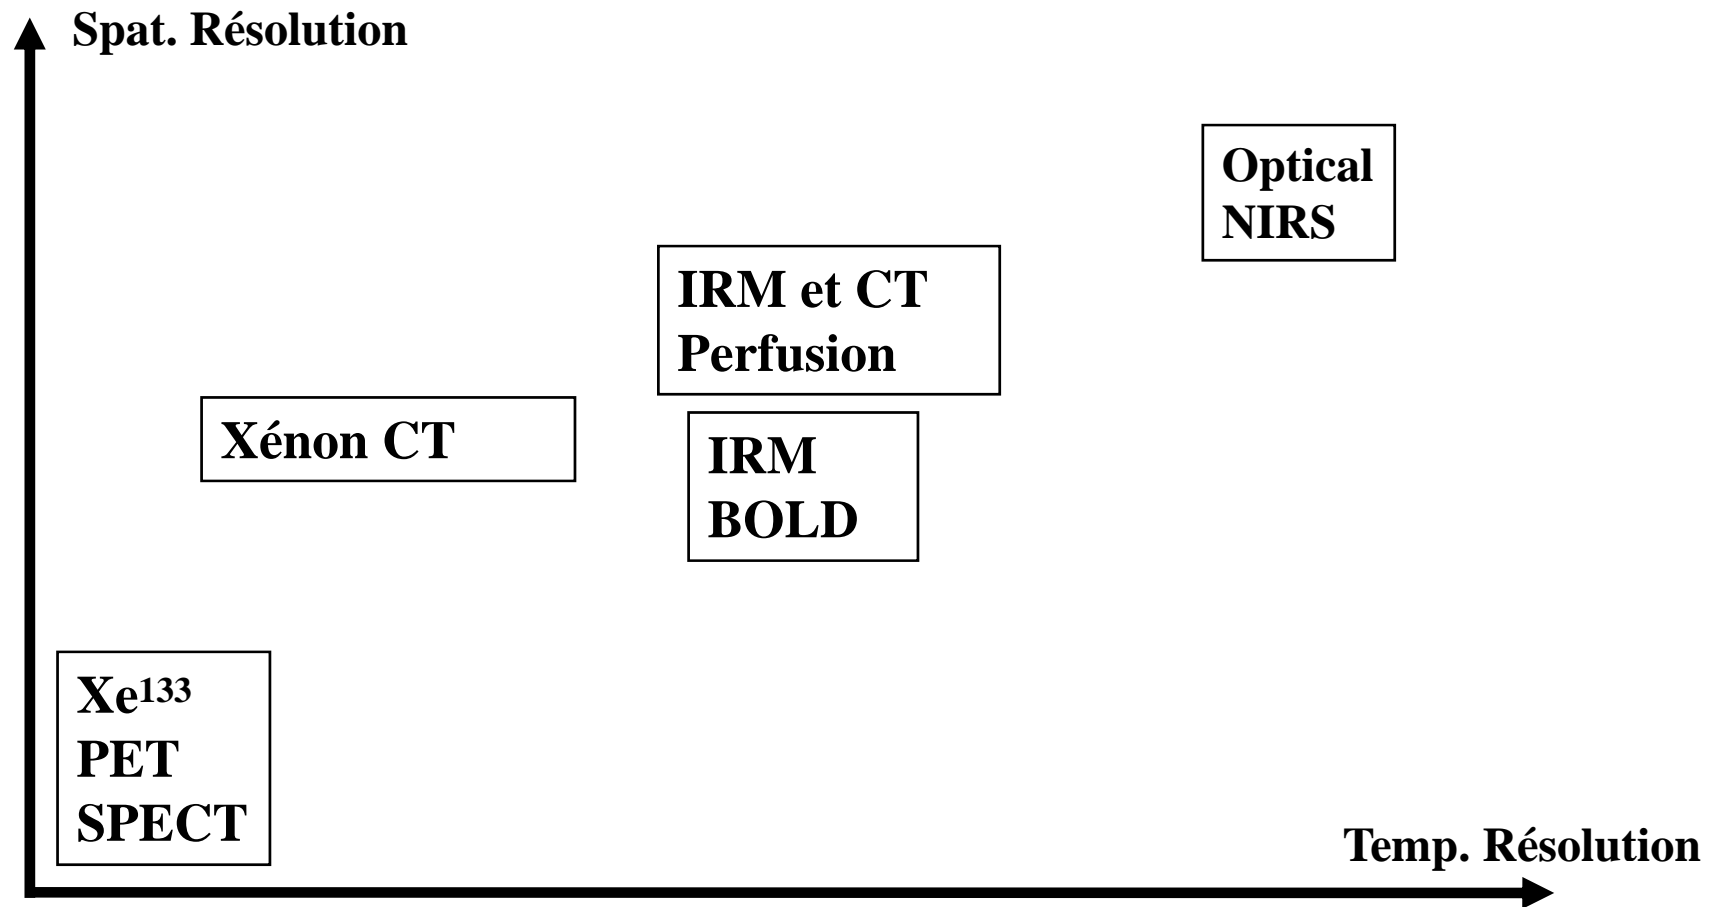 Spat. Résolution
Optical
NIRS
IRM et CT
Perfusion
Xénon CT
IRM
BOLD
Xe¹³³
PET
SPECT
Temp. Résolution